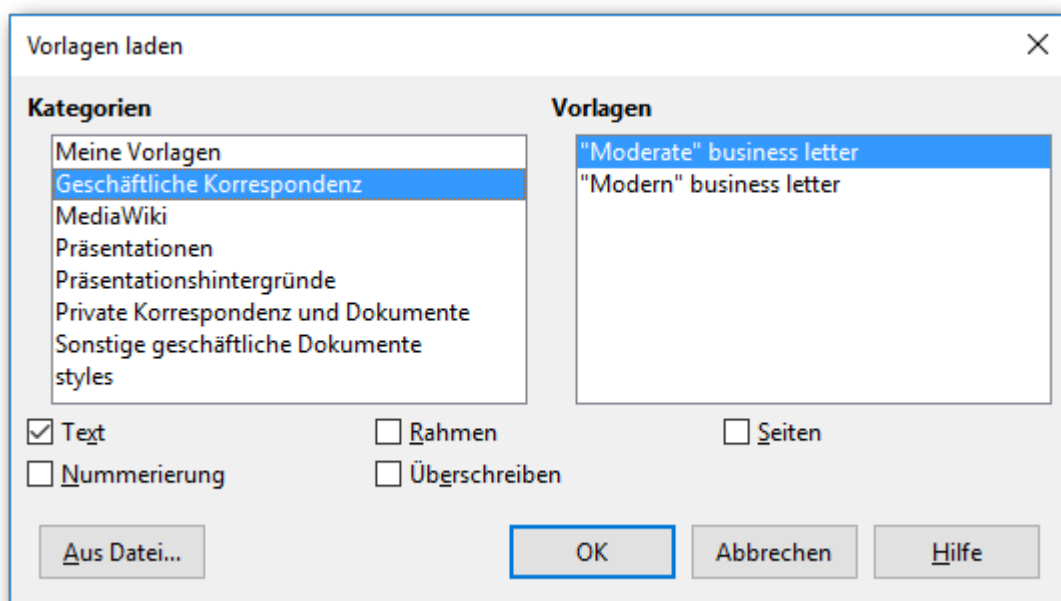 Vorlagen laden
Kategorien
Meine Vorlagen
Geschäftliche Korrespondenz
MediaWiki
Präsentationen
Präsentationshintergründe
Private Korrespondenz und Dokumente
Sonstige geschäftliche Dokumente
styles
Vorlagen
"Moderate" business letter
"Modern" business letter
Text Rahmen Seiten
Nummerierung Überschreiben
Aus Datei... OK Abbrechen Hilfe